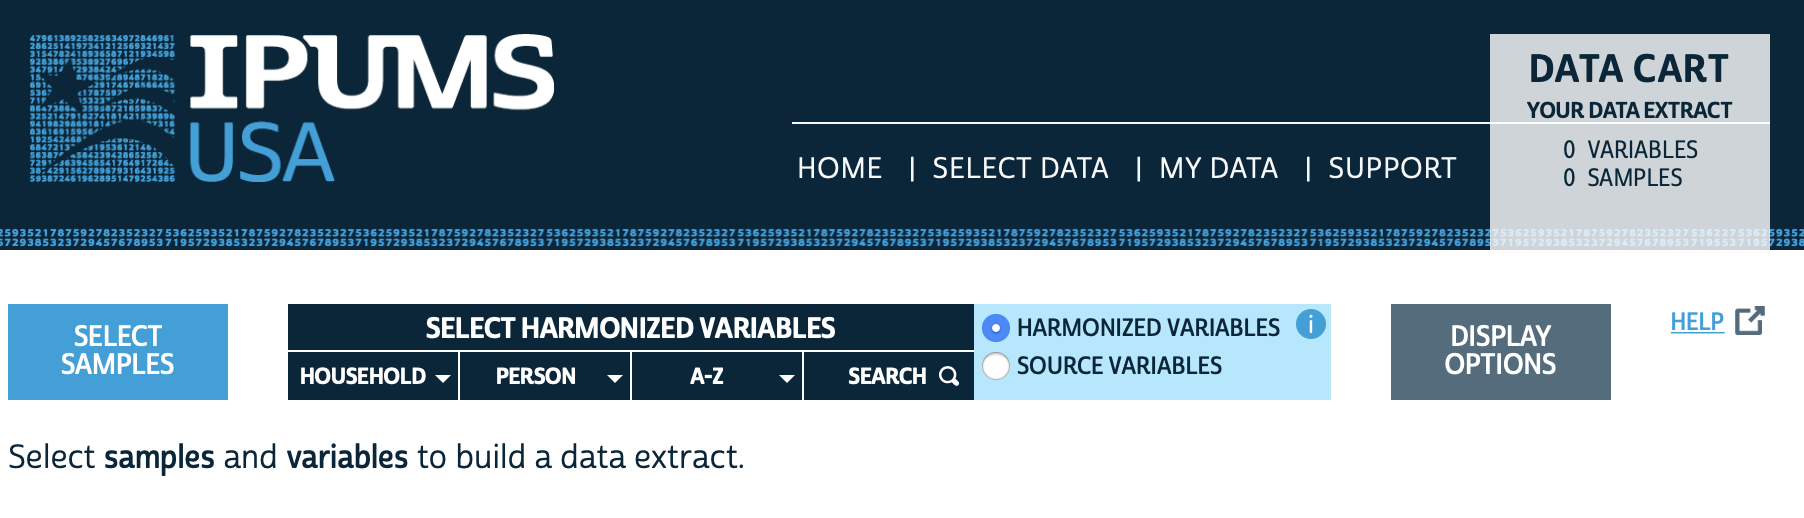 IPUMS
USA
DATA CART
YOUR DATA EXTRACT
0 VARIABLES
0 SAMPLES
HOME | SELECT DATA | MY DATA | SUPPORT
SELECT
SAMPLES
SELECT HARMONIZED VARIABLES
HOUSEHOLD
PERSON
A-Z
SEARCH
HARMONIZED VARIABLES i
SOURCE VARIABLES
DISPLAY
OPTIONS
HELP
Select samples and variables to build a data extract.